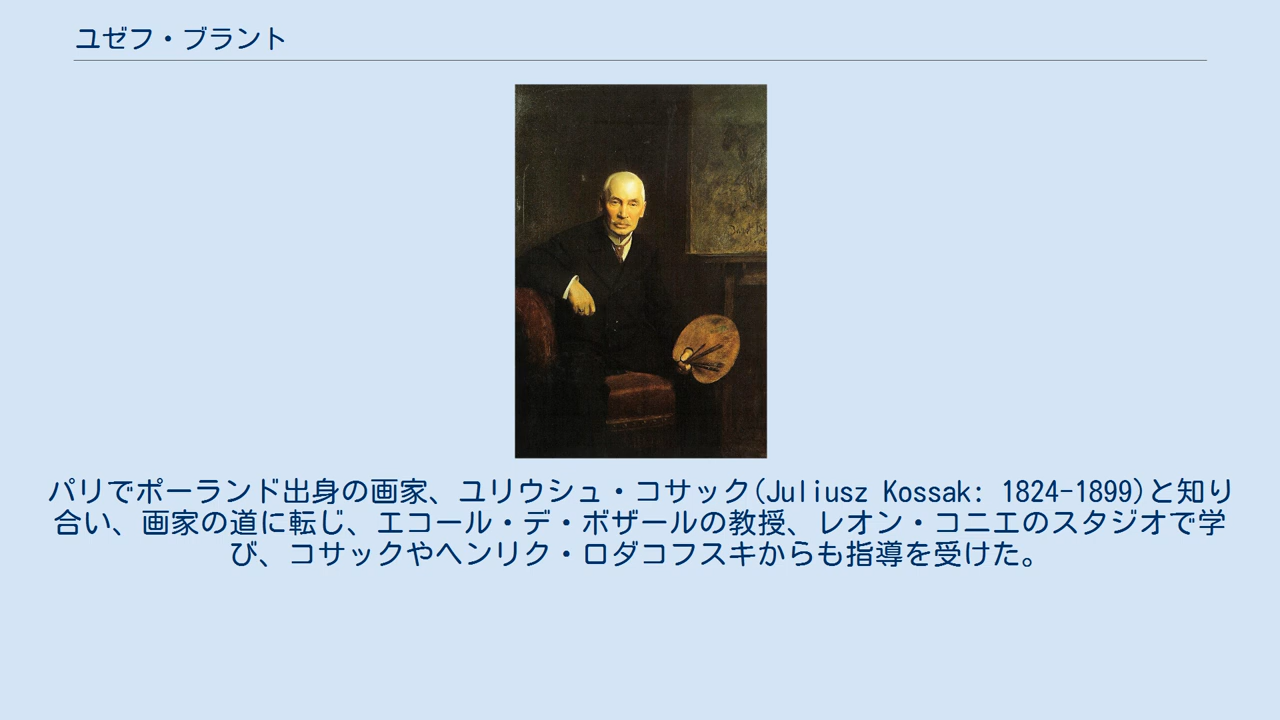 ユゼフ・ブラント
パリでポーランド出身の画家、ユリウシュ・コサック(Juliusz Kossak: 1824-1899)と知り
合い、画家の道に転じ、エコール・デ・ボザールの教授、レオン・コニエのスタジオで学
び、コサックやヘンリク・ロダコフスキからも指導を受けた。